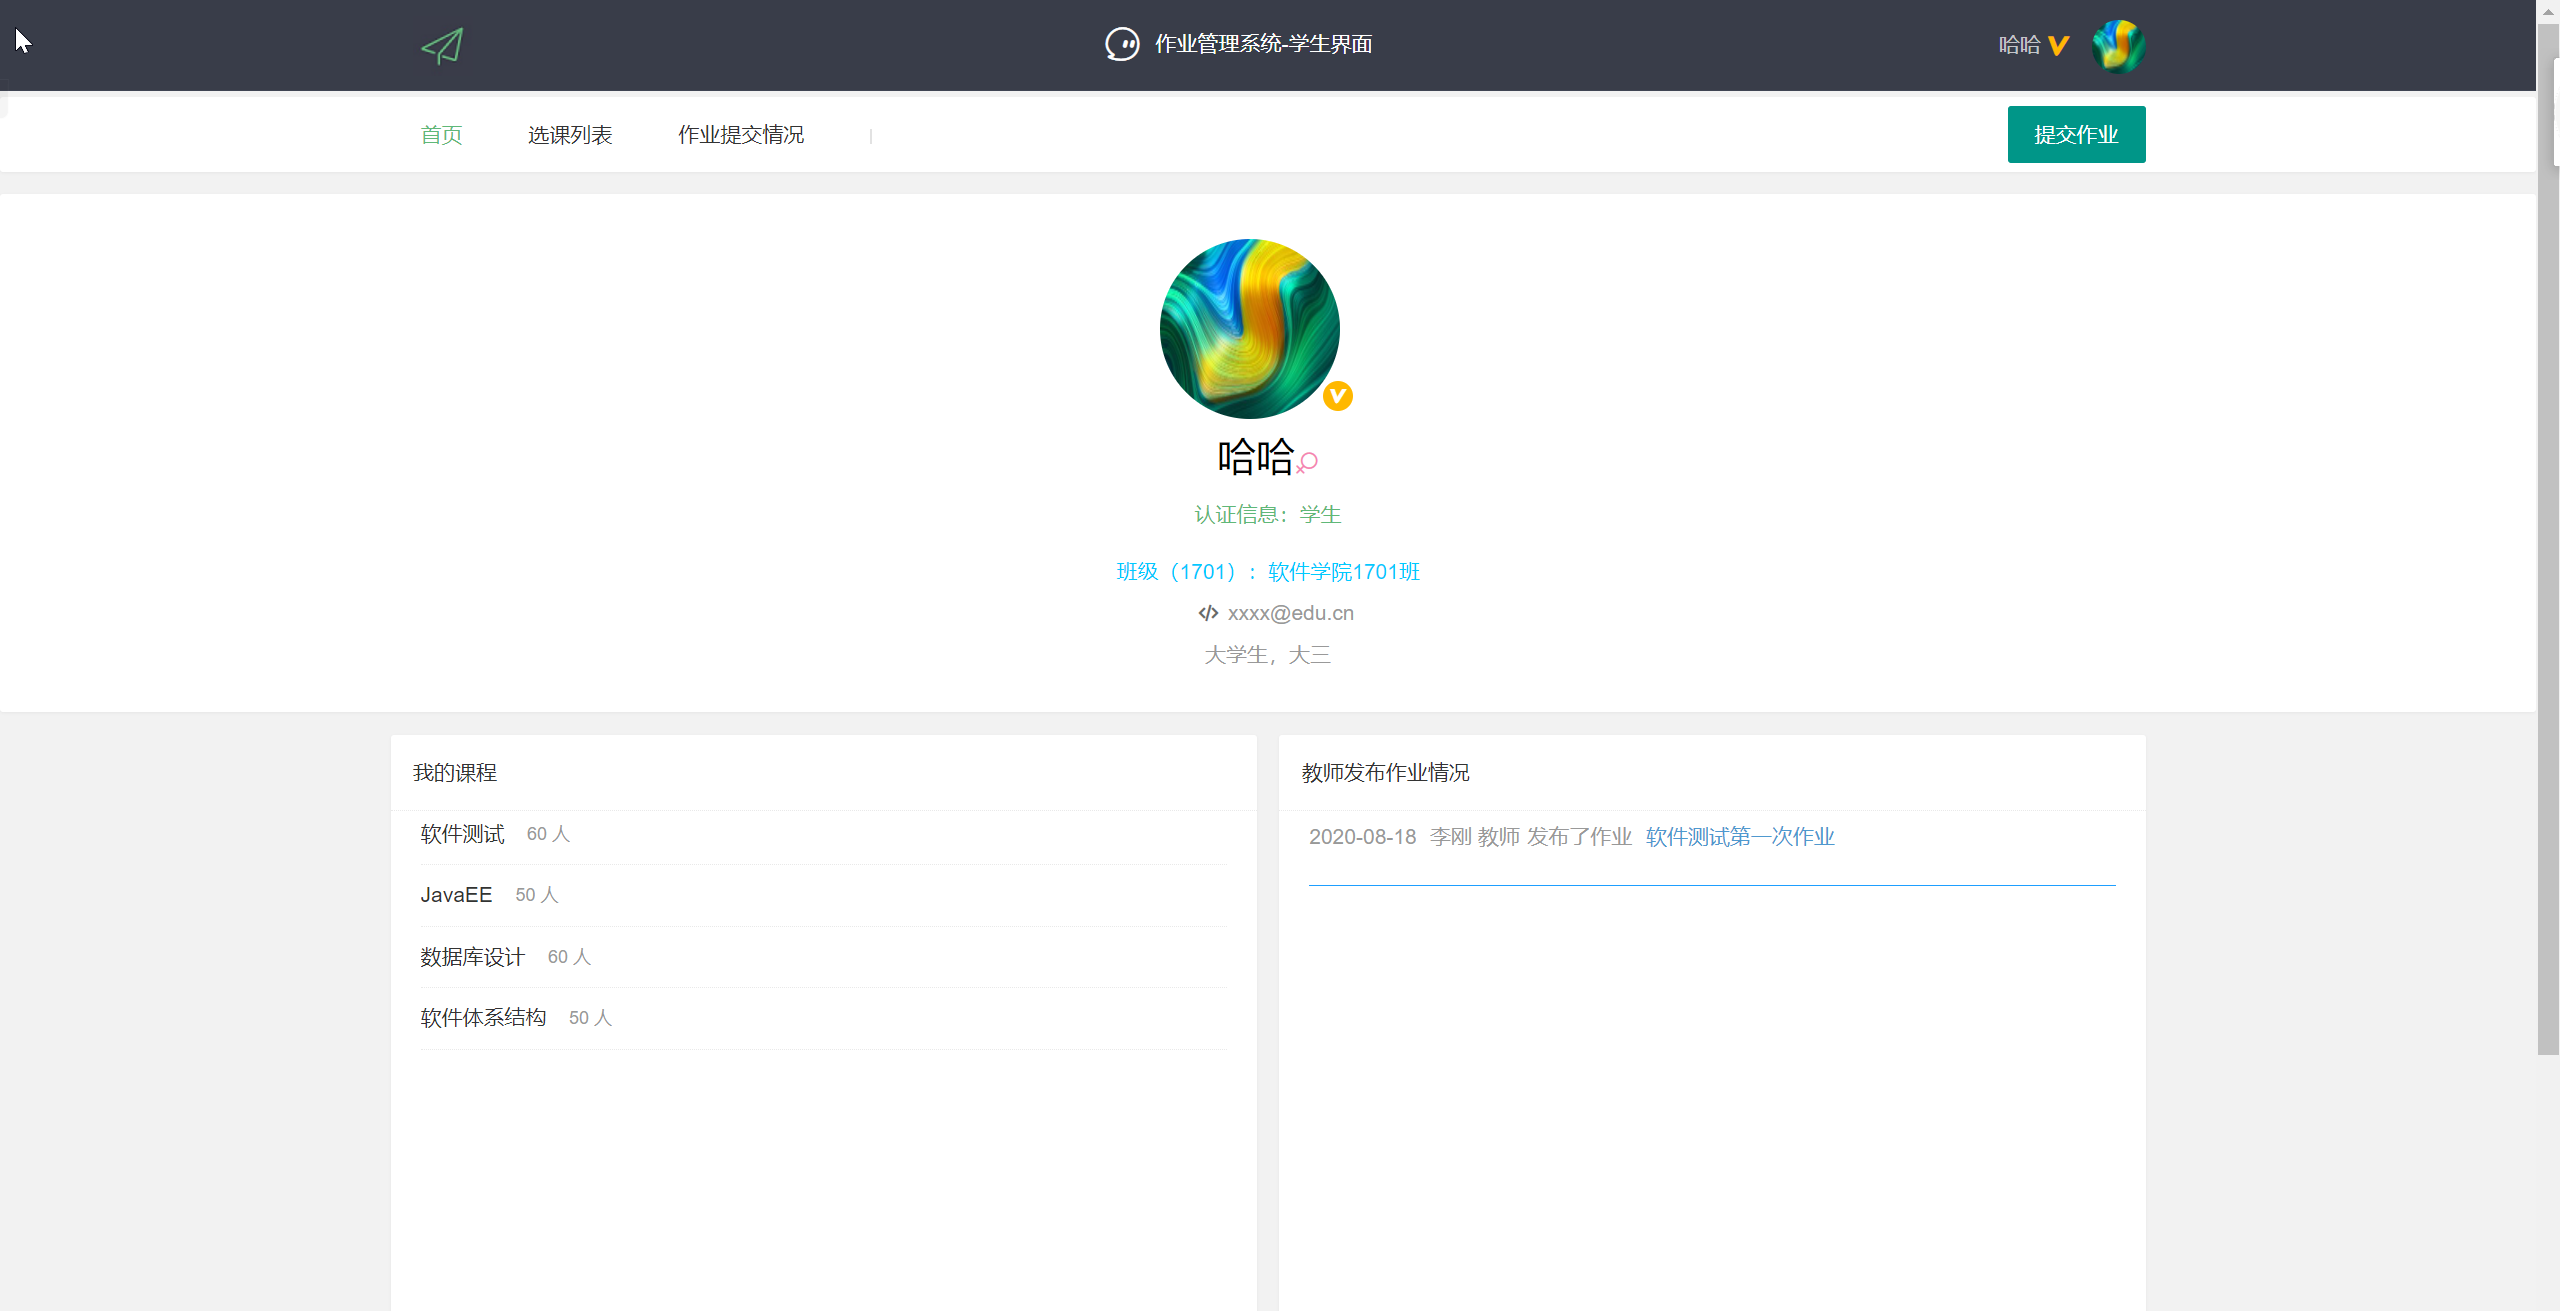 作业管理系统-学生界面
哈哈
首页 选课列表 作业提交情况
提交作业
哈哈
认证信息：学生
班级（1701）：软件学院1701班
xxxx@edu.cn
大学生，大三
我的课程
软件测试 60 人
JavaEE 50 人
数据库设计 60 人
软件体系结构 50 人
教师发布作业情况
2020-08-18 李刚 教师 发布了作业 软件测试第一次作业